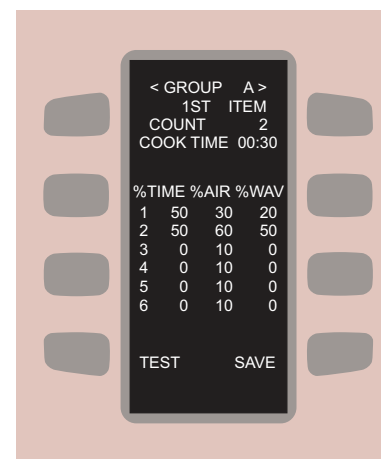 < GROUP A >
1ST ITEM
COUNT 2
COOK TIME 00:30
%TIME %AIR %WAV
1 50 30 20
2 50 60 50
3 0 10 0
4 0 10 0
5 0 10 0
6 0 10 0
TEST SAVE